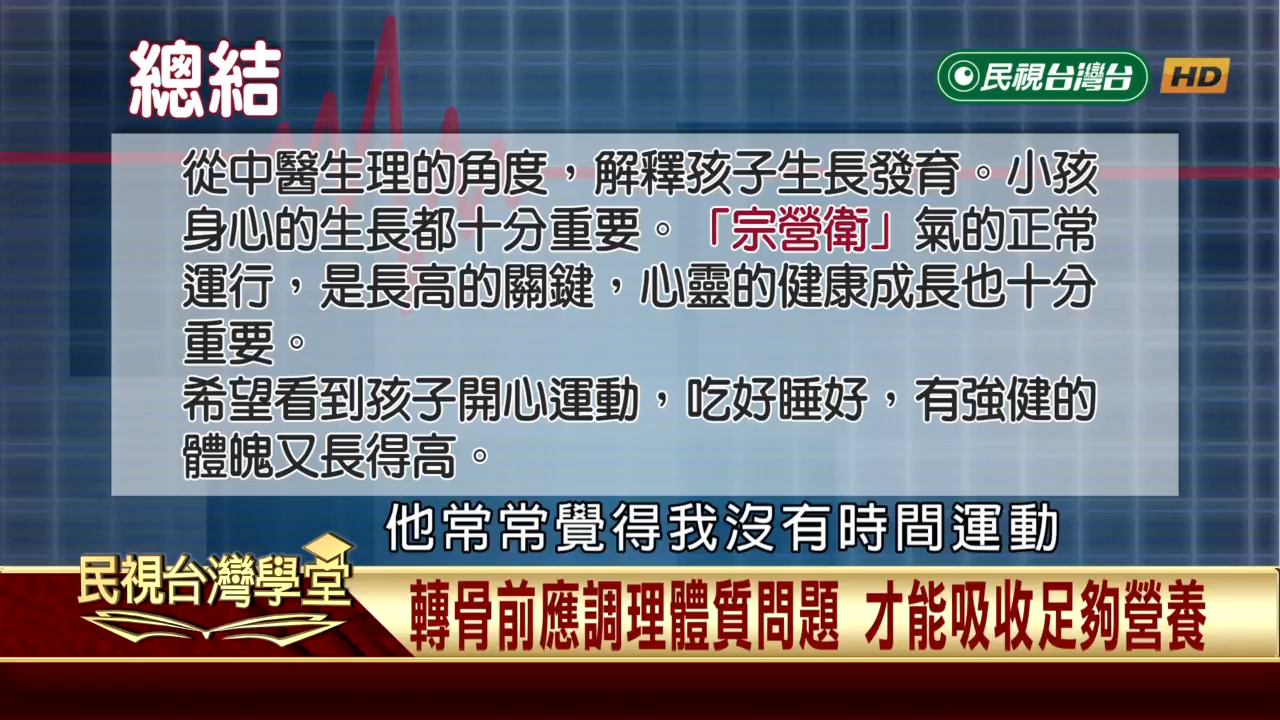 總結
民視台灣台
HD
從中醫生理的角度，解釋孩子生長發育。小孩
身心的生長都十分重要。「宗營衛」氣的正常
運行，是長高的關鍵，心靈的健康成長也十分
重要。
希望看到孩子開心運動，吃好睡好，有強健的
體魄又長得高。
他常常覺得我沒有時間運動
民視台灣學堂
轉骨前應調理體質問題 才能吸收足夠營養